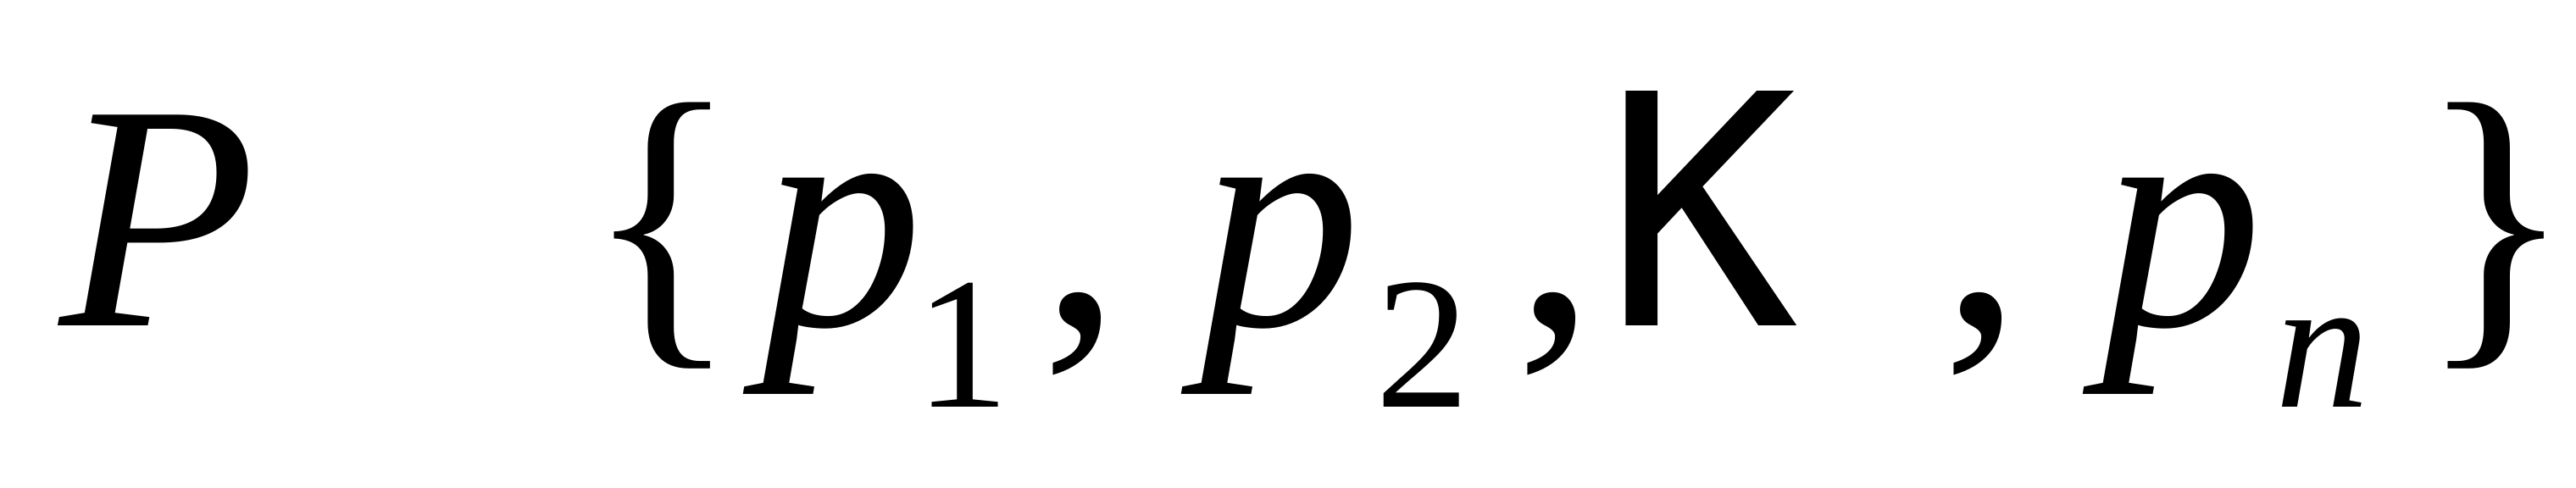 P {p₁, p₂, K , pₙ}